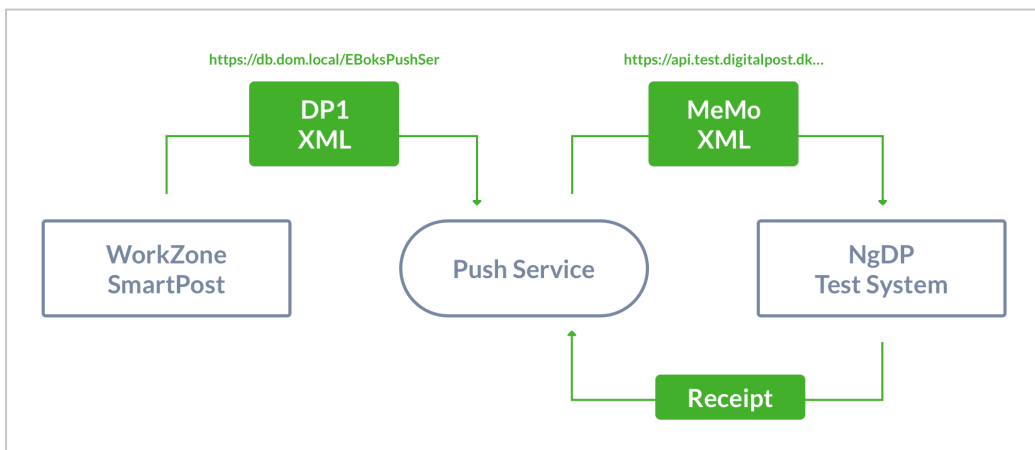 https://db.dom.local/EBoksPushSer
https://api.test.digitalpost.dk...
DP1
XML
MeMo
XML
WorkZone
SmartPost
Push Service
NgDP
Test System
Receipt